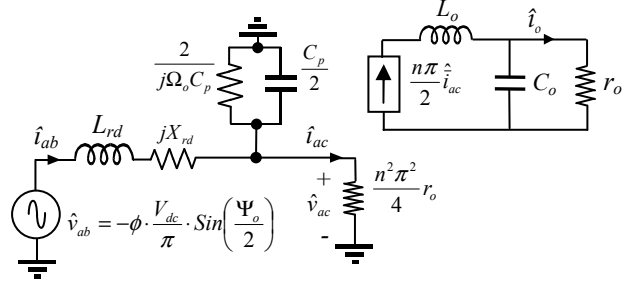 L_o
î_o
2/(jΩ_oC_p)
C_p/2
nπ/2 î_ac
C_o
r_o
î_ab
L_rd
jX_rd
î_ac
+
v̂_ac
-
n²π²/4 r_o
v̂_ab = −φ · V_dc/π · Sin(Ψ_o/2)